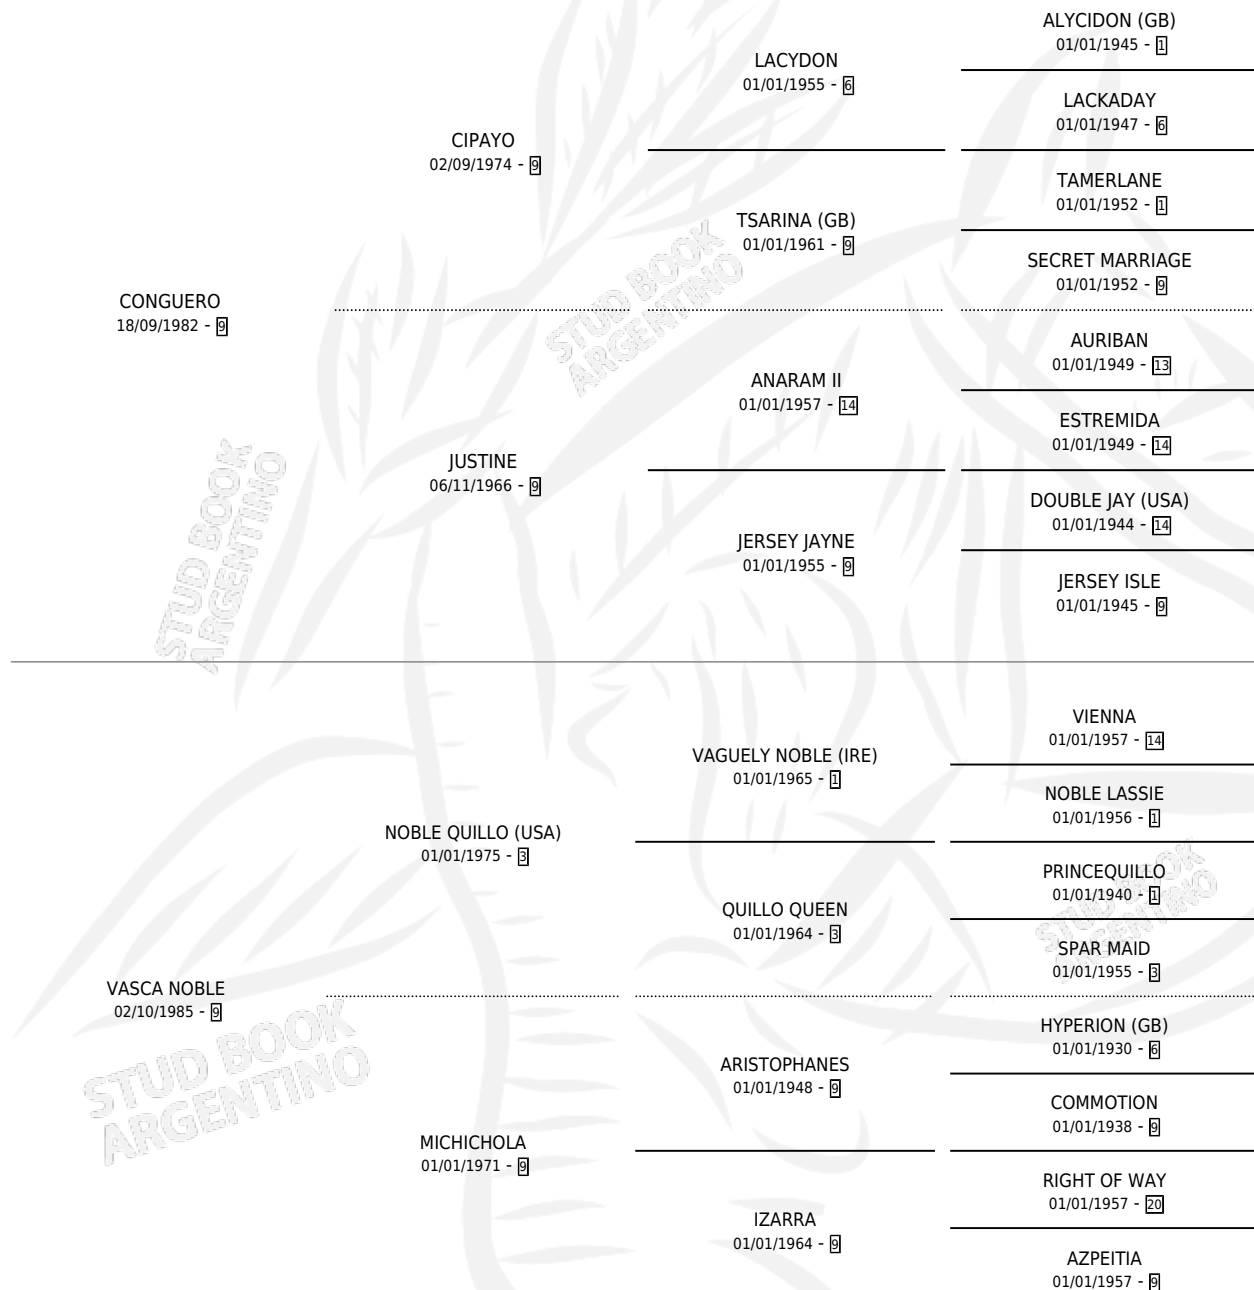 ALYCIDON (GB)
01/01/1945 - 1
LACYDON
01/01/1955 - 6
LACKADAY
01/01/1947 - 6
CIPAYO
02/09/1974 - 9
TAMERLANE
01/01/1952 - 1
TSARINA (GB)
01/01/1961 - 9
SECRET MARRIAGE
01/01/1952 - 9
CONGUERO
18/09/1982 - 9
STUD BOOK
ARGENTINO
AURIBAN
01/01/1949 - 13
ANARAM II
01/01/1957 - 14
ESTREMIDA
01/01/1949 - 14
JUSTINE
06/11/1966 - 9
DOUBLE JAY (USA)
01/01/1944 - 14
JERSEY JAYNE
01/01/1955 - 9
JERSEY ISLE
01/01/1945 - 9
STUD BOOK
ARGENTINO
VIENNA
01/01/1957 - 14
VAGUELY NOBLE (IRE)
01/01/1965 - 1
NOBLE LASSIE
01/01/1956 - 1
NOBLE QUILLO (USA)
01/01/1975 - 3
PRINCEQUILLO
01/01/1940 - 1
QUILLO QUEEN
01/01/1964 - 3
STUD BOOK
ARGENTINO
SPAR MAID
01/01/1955 - 3
VASCA NOBLE
02/10/1985 - 9
STUD BOOK
ARGENTINO
HYPERION (GB)
01/01/1930 - 6
ARISTOPHANES
01/01/1948 - 9
COMMOTION
01/01/1938 - 9
MICHICHOLA
01/01/1971 - 9
RIGHT OF WAY
01/01/1957 - 20
IZARRA
01/01/1964 - 9
AZPEITIA
01/01/1957 - 9